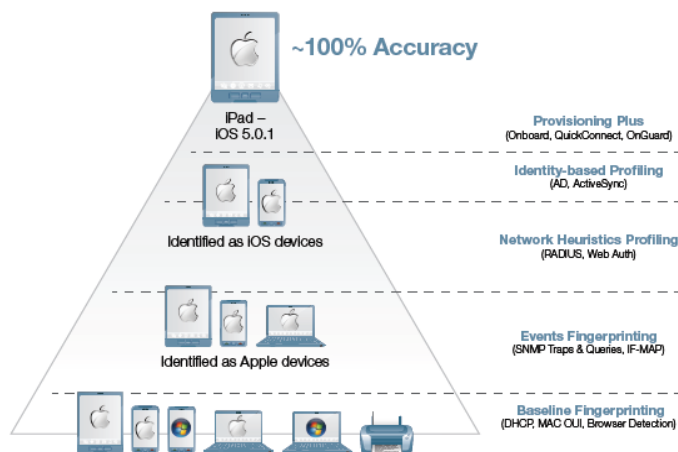 ~100% Accuracy
iPad –
iOS 5.0.1
Provisioning Plus
(Onboard, QuickConnect, OnGuard)
Identity-based Profiling
(AD, ActiveSync)
Identified as iOS devices
Network Heuristics Profiling
(RADIUS, Web Auth)
Identified as Apple devices
Events Fingerprinting
(SNMP Traps & Queries, IF-MAP)
Baseline Fingerprinting
(DHCP, MAC OUI, Browser Detection)